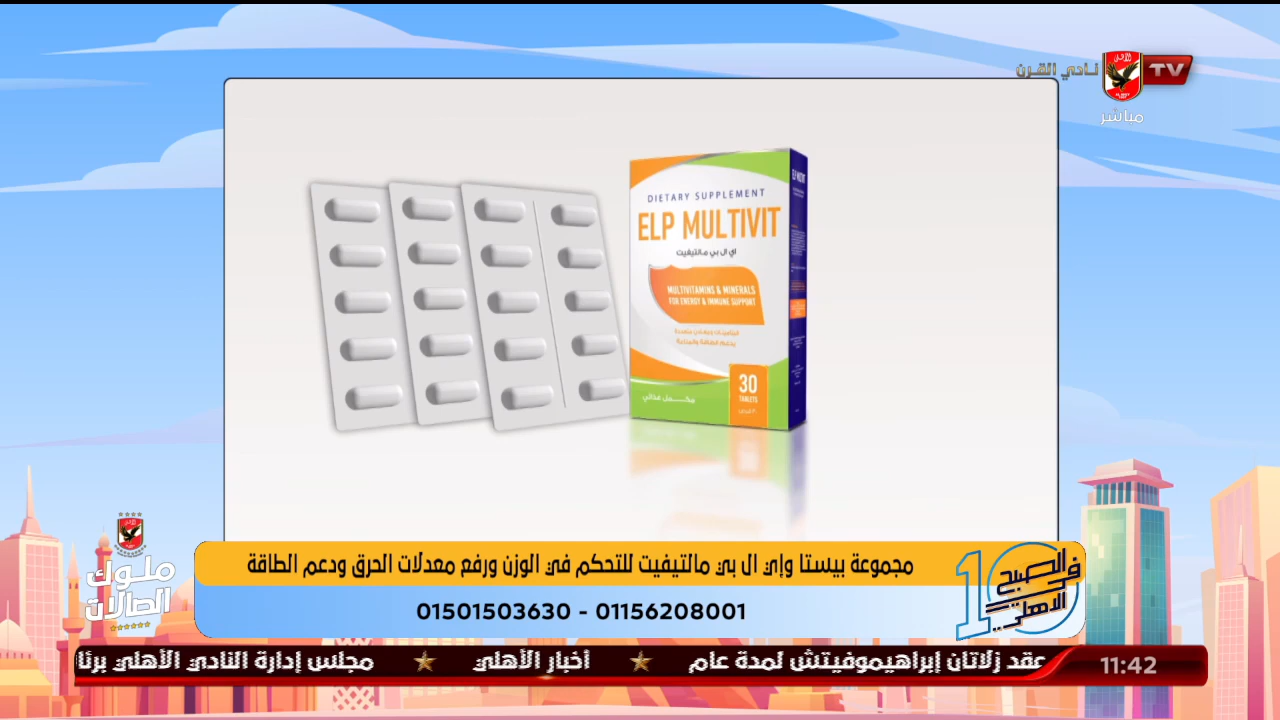 نادي القرن
TV
مباشر
DIETARY SUPPLEMENT
ELP MULTIVIT
اي ال بي مالتيفيت
MULTIVITAMINS & MINERALS
FOR ENERGY & IMMUNE SUPPORT
30
TABLETS
مكمل غذائي
ملوك
الصالات
مجموعة بيستا وإي ال بي مالتيفيت للتحكم في الوزن ورفع معدلات الحرق ودعم الطاقة
01501503630 - 01156208001
10 الصبح
في
الأهلي
عقد زلاتان إبراهيموفيتش لمدة عام ★ أخبار الأهلي ★ مجلس إدارة النادي الأهلي برئا
11:42